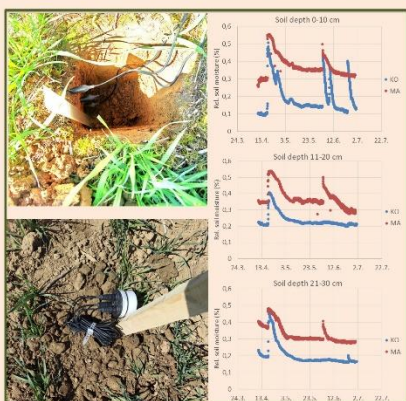 Soil depth 0-10 cm
Rel. soil moisture (%)
0,6
0,5
0,4
0,3
0,2
0,1
0
24.3. 13.4. 3.5. 23.5. 12.6. 2.7. 22.7.
KO
MA
Soil depth 11-20 cm
Rel. soil moisture (%)
0,6
0,5
0,4
0,3
0,2
0,1
0
24.3. 13.4. 3.5. 23.5. 12.6. 2.7. 22.7.
KO
MA
Soil depth 21-30 cm
Rel. soil moisture (%)
0,6
0,5
0,4
0,3
0,2
0,1
0
24.3. 13.4. 3.5. 23.5. 12.6. 2.7. 22.7.
KO
MA